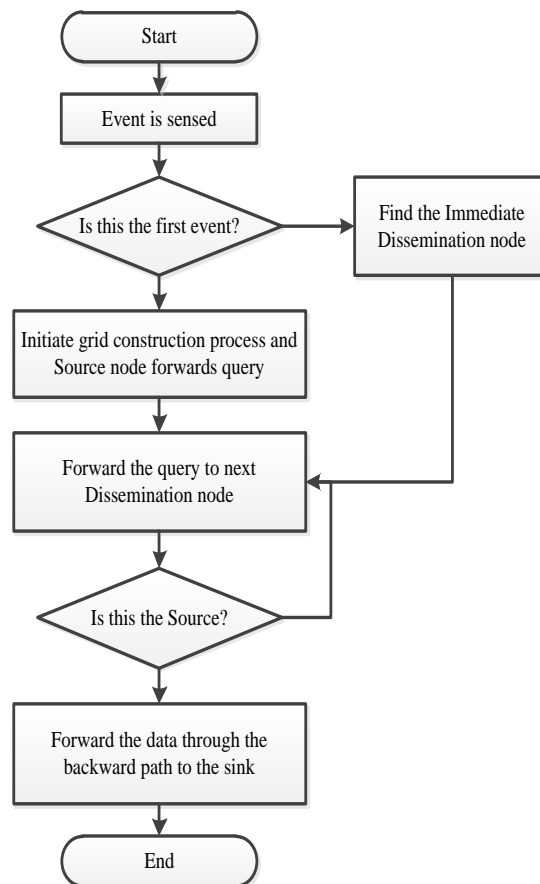 Start
Event is sensed
Is this the first event?
Find the Immediate
Dissemination node
Initiate grid construction process and
Source node forwards query
Forward the query to next
Dissemination node
Is this the Source?
Forward the data through the
backward path to the sink
End